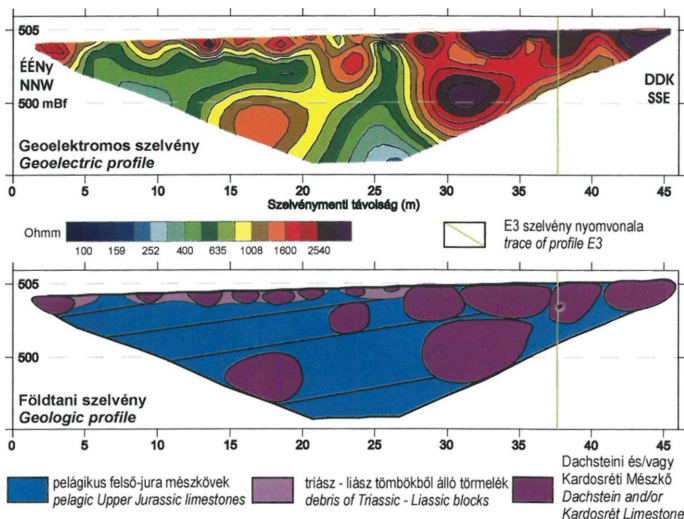 505
ÉÉNy
NNW
500 mBf
DDK
SSE
Geoelektromos szelvény
Geoelectric profile
0 5 10 15 20 25 30 35 40 45
Szelvénymenti távolság (m)
Ohmm
100 159 252 400 635 1008 1600 2540
E3 szelvény nyomvonala
trace of profile E3
505
500
Földtani szelvény
Geologic profile
0 5 10 15 20 25 30 35 40 45
pelágikus felső-jura mészkövek
pelagic Upper Jurassic limestones
triász - liász tömbökből álló törmelék
debris of Triassic - Liassic blocks
Dachsteini és/vagy
Kardosréti Mészkő
Dachstein and/or
Kardosrét Limestone